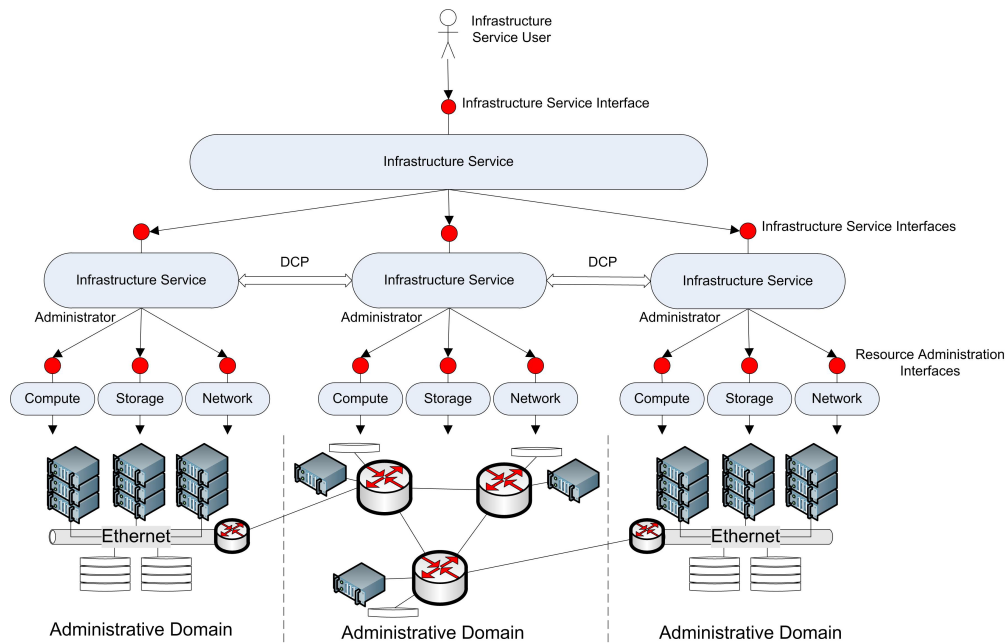 Infrastructure
Service User
Infrastructure Service Interface
Infrastructure Service
Infrastructure Service Interfaces
DCP
DCP
Infrastructure Service
Infrastructure Service
Infrastructure Service
Administrator
Administrator
Administrator
Resource Administration
Interfaces
Compute
Storage
Network
Compute
Storage
Network
Compute
Storage
Network
Ethernet
Ethernet
Administrative Domain
Administrative Domain
Administrative Domain